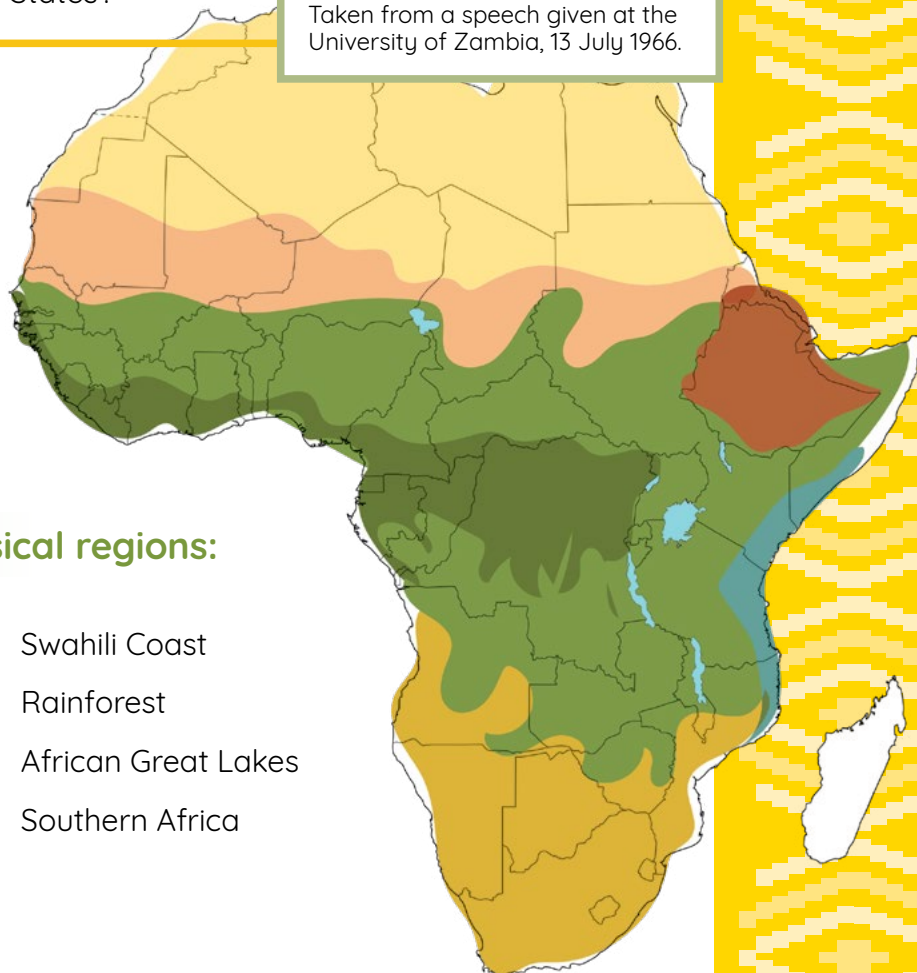 States?
Taken from a speech given at the
University of Zambia, 13 July 1966.
sical regions:
Swahili Coast
Rainforest
African Great Lakes
Southern Africa